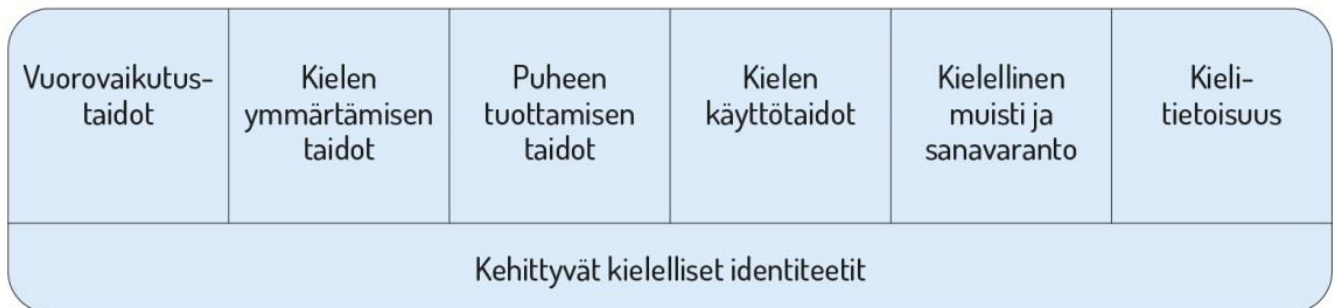 Vuorovaikutus-
taidot
Kielen
ymmärtämisen
taidot
Puheen
tuottamisen
taidot
Kielen
käyttötaidot
Kielellinen
muisti ja
sanavaranto
Kieli-
tietoisuus
Kehittyvät kielelliset identiteetit